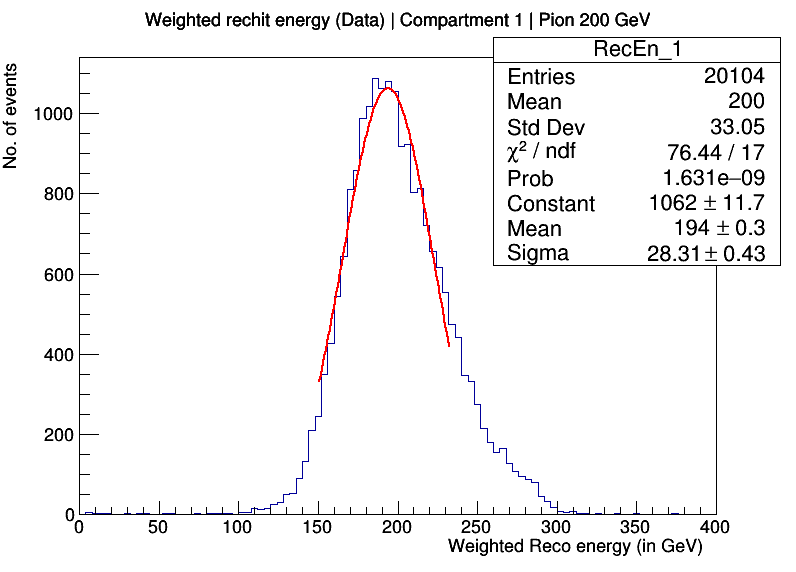 Weighted rechit energy (Data) | Compartment 1 | Pion 200 GeV
RecEn_1
Entries 20104
Mean 200
Std Dev 33.05
χ² / ndf 76.44 / 17
Prob 1.631e−09
Constant 1062 ± 11.7
Mean 194 ± 0.3
Sigma 28.31 ± 0.43
No. of events
1000
800
600
400
200
0
0 50 100 150 200 250 300 350 400
Weighted Reco energy (in GeV)